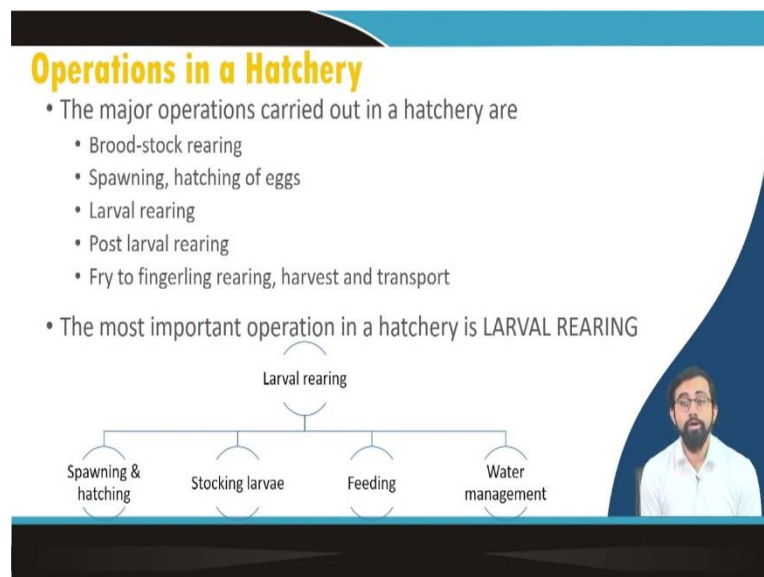 Operations in a Hatchery
• The major operations carried out in a hatchery are
• Brood-stock rearing
• Spawning, hatching of eggs
• Larval rearing
• Post larval rearing
• Fry to fingerling rearing, harvest and transport
• The most important operation in a hatchery is LARVAL REARING
Larval rearing
Spawning &
hatching
Stocking larvae
Feeding
Water
management